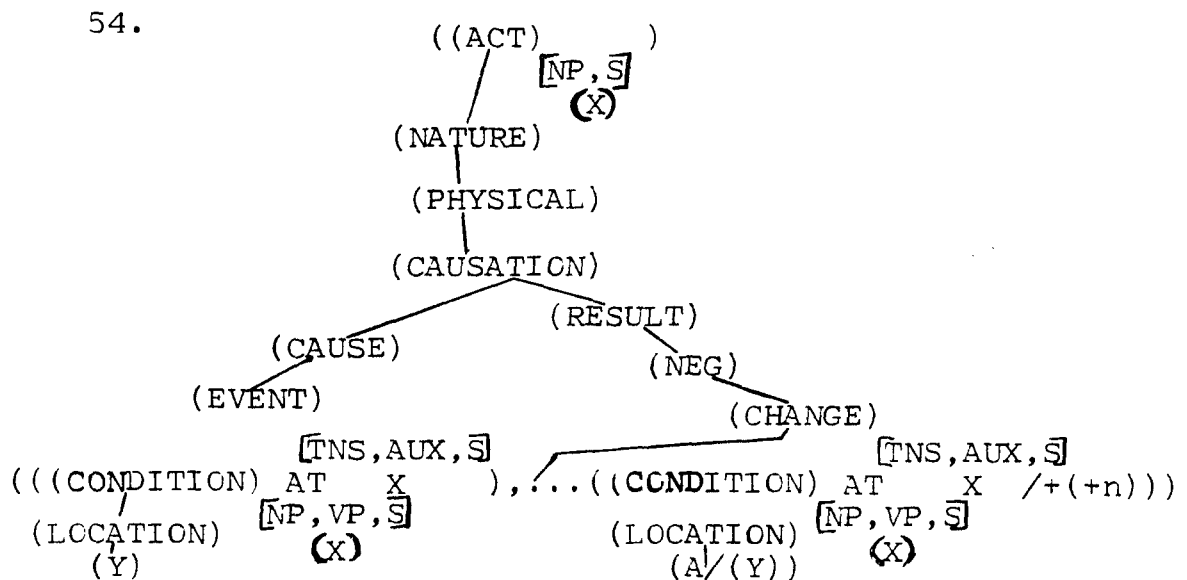 54.
((ACT) )
[NP,S]
(X)
(NATURE)
(PHYSICAL)
(CAUSATION)
(RESULT)
(CAUSE)
(NEG)
(EVENT)
(CHANGE)
[TNS,AUX,S] [TNS,AUX,S]
(((CONDITION) AT X ),...((CONDITION) AT X /+(+n)))
[NP,VP,S] [NP,VP,S]
(LOCATION) (X) (LOCATION) (X)
(Y) (A/(Y))